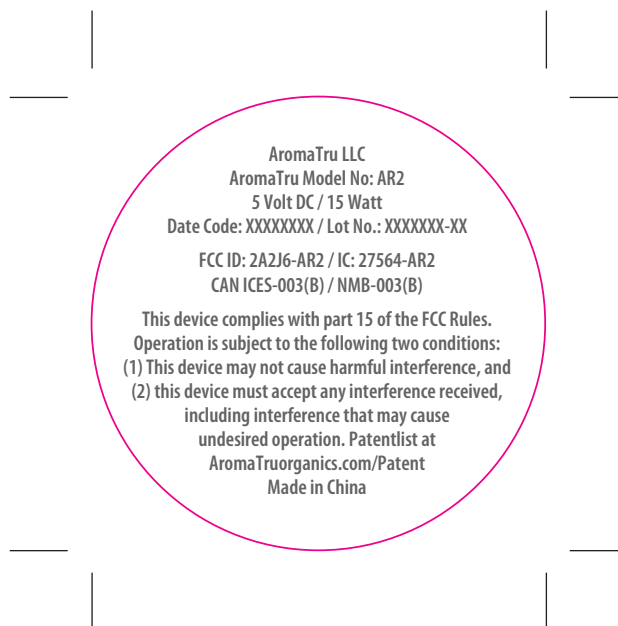 AromaTru LLC
AromaTru Model No: AR2
5 Volt DC / 15 Watt
Date Code: XXXXXXXX / Lot No.: XXXXXXX-XX
FCC ID: 2A2J6-AR2 / IC: 27564-AR2
CAN ICES-003(B) / NMB-003(B)
This device complies with part 15 of the FCC Rules.
Operation is subject to the following two conditions:
(1) This device may not cause harmful interference, and
(2) this device must accept any interference received,
including interference that may cause
undesired operation. Patentlist at
AromaTruorganics.com/Patent
Made in China